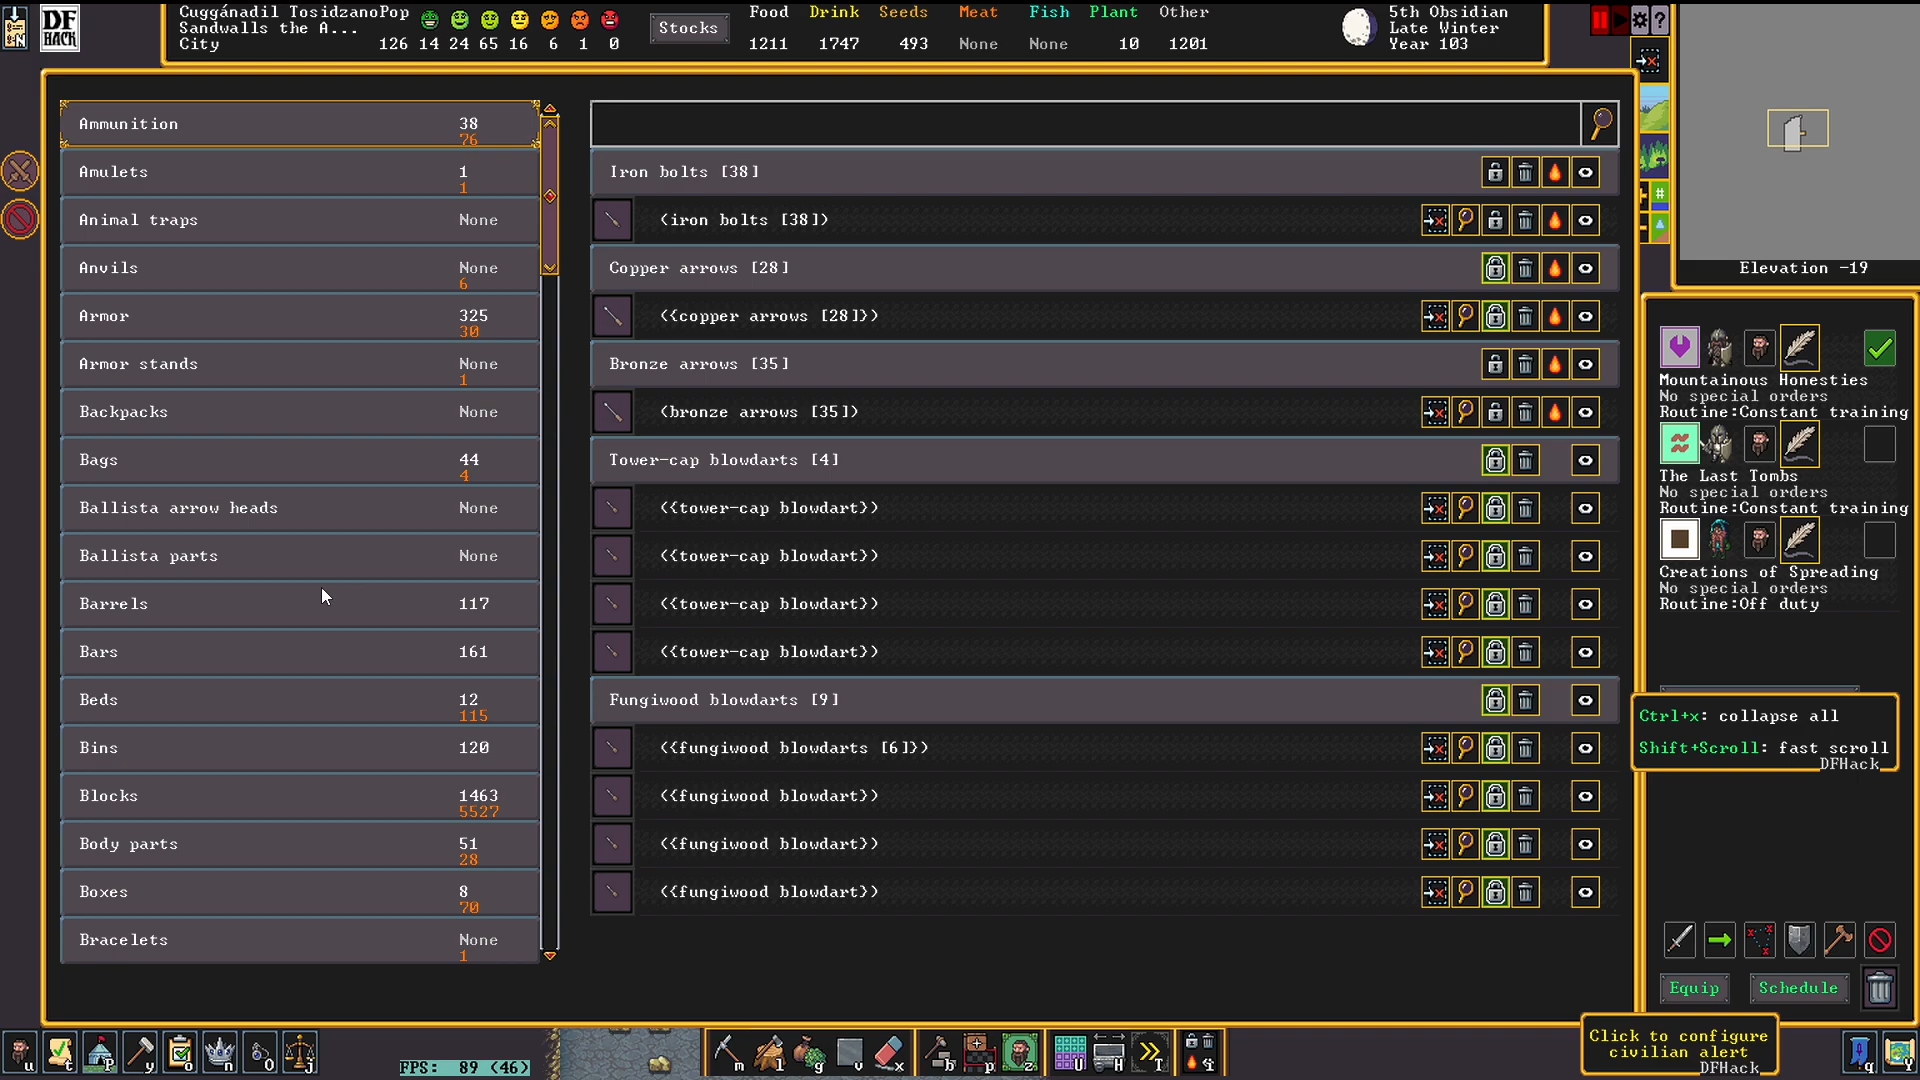 DF
HACK
Cuggánadil TosidzanoPop
Sandwalls the A...
City
126 14 24 65 16 6 1 0
Stocks
Food Drink Seeds Meat Fish Plant Other
1211 1747 493 None None 10 1201
5th Obsidian
Late Winter
Year 103
Ammunition 38
76
Amulets 1
1
Animal traps None
Anvils None
6
Armor 325
30
Armor stands None
1
Backpacks None
Bags 44
4
Ballista arrow heads None
Ballista parts None
Barrels 117
Bars 161
Beds 12
115
Bins 120
Blocks 1463
5527
Body parts 51
28
Boxes 8
70
Bracelets None
1
Iron bolts [38]
(iron bolts [38])
Copper arrows [28]
({copper arrows [28]})
Bronze arrows [35]
(bronze arrows [35])
Tower-cap blowdarts [4]
({tower-cap blowdart})
({tower-cap blowdart})
({tower-cap blowdart})
({tower-cap blowdart})
Fungiwood blowdarts [9]
({fungiwood blowdarts [6]})
({fungiwood blowdart})
({fungiwood blowdart})
({fungiwood blowdart})
Elevation -19
Mountainous Honesties
No special orders
Routine:Constant training
The Last Tombs
No special orders
Routine:Constant training
Creations of Spreading
No special orders
Routine:Off duty
Ctrl+x: collapse all
Shift+Scroll: fast scroll
DFHack
Equip Schedule
Click to configure
civilian alert
DFHack
u t P y o n O J
FPS: 89 (46)
m l g v x b p z U H T i
q Y